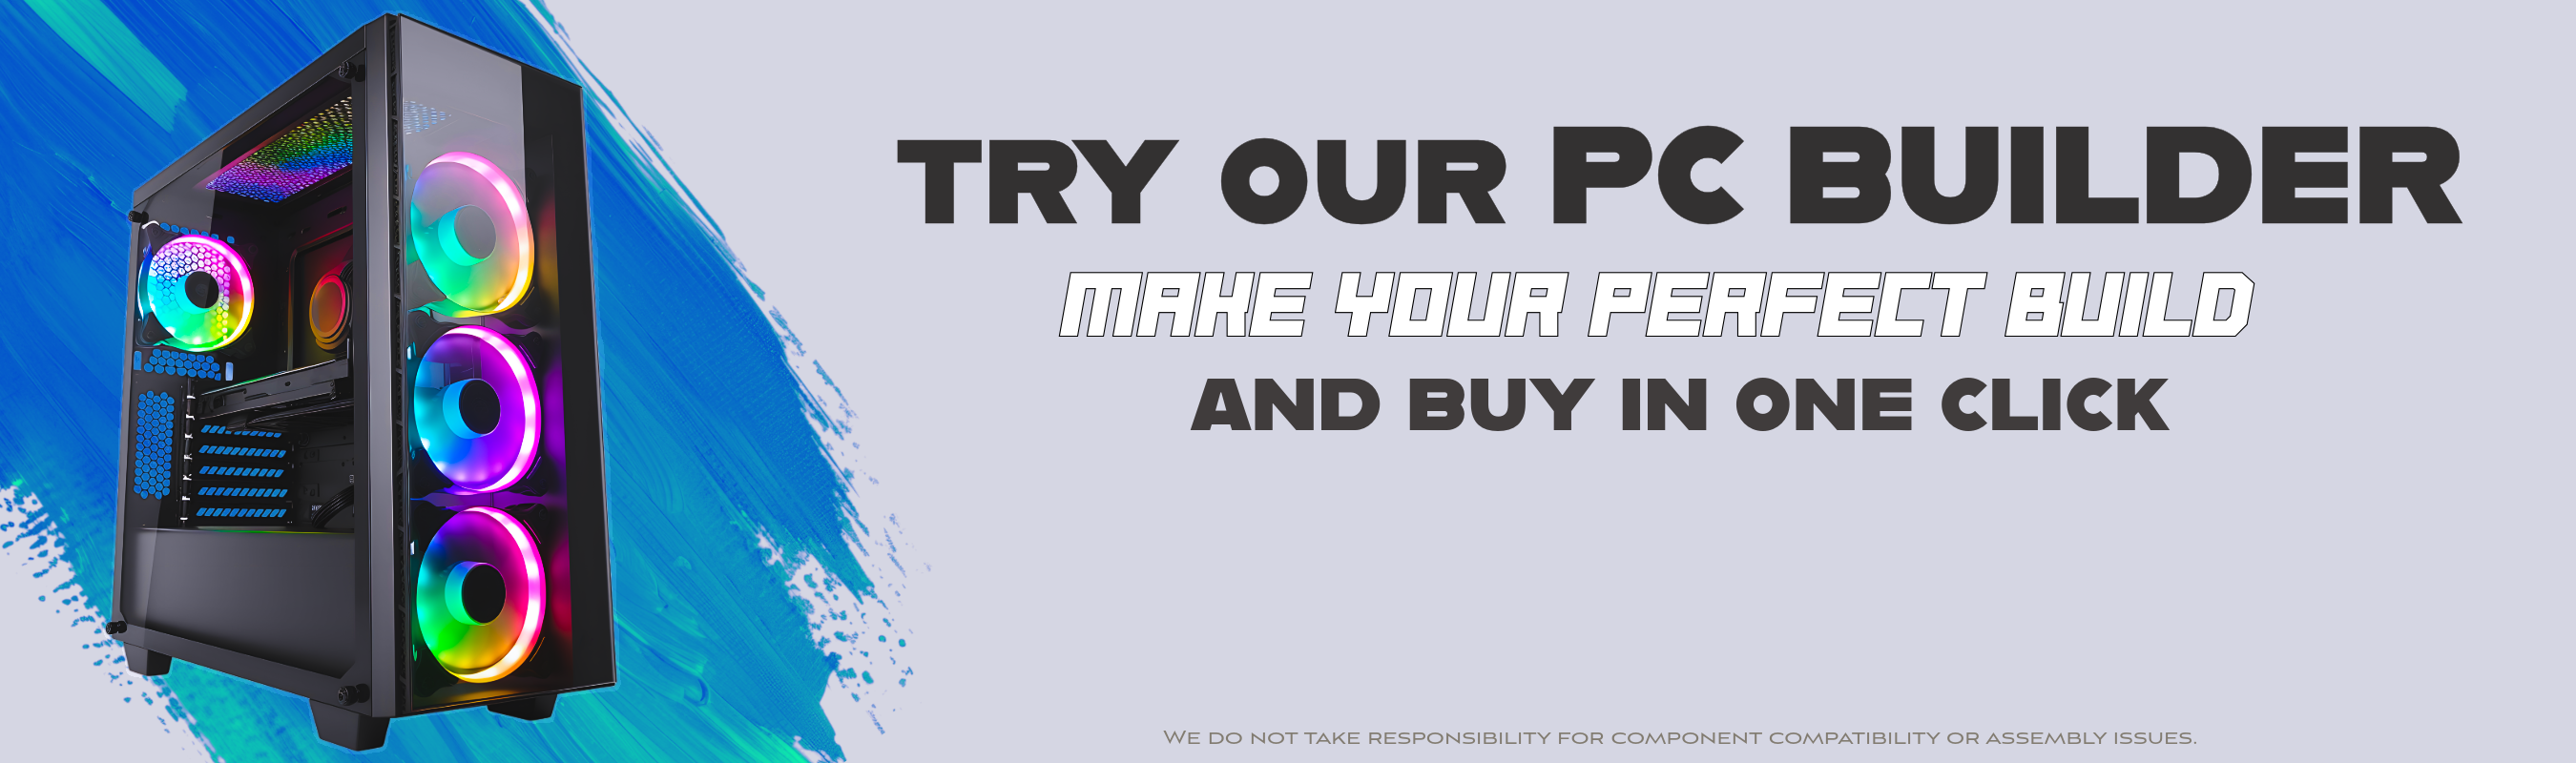 TRY OUR PC BUILDER
MAKE YOUR PERFECT BUILD
AND BUY IN ONE CLICK
WE DO NOT TAKE RESPONSIBILITY FOR COMPONENT COMPATIBILITY OR ASSEMBLY ISSUES.